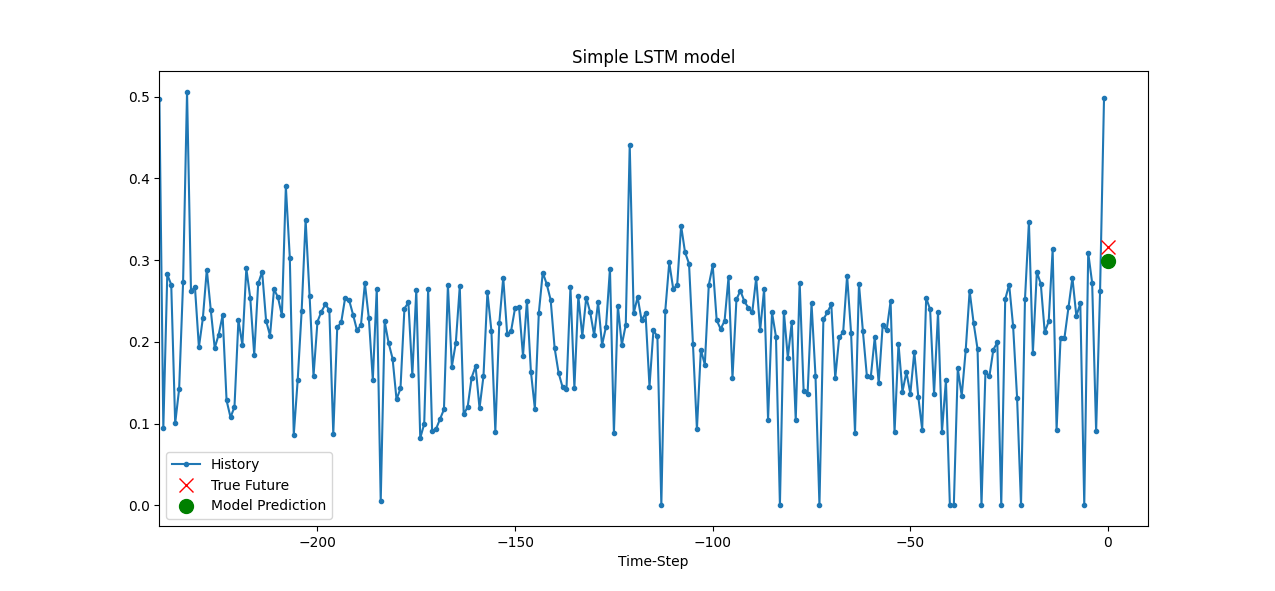 Simple LSTM model
0.5
0.4
0.3
0.2
0.1
0.0
History
True Future
Model Prediction
−200
−150
−100
−50
0
Time-Step